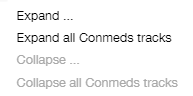 Expand ...
Expand all Conmeds tracks
Collapse ...
Collapse all Conmeds tracks